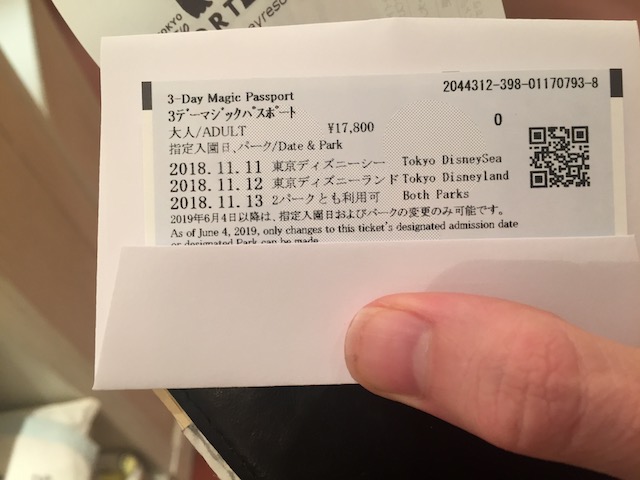 TOKYO
RTE
yreso
3-Day Magic Passport
2044312-398-01170793-8
3デーマジックパスポート
大人/ADULT ¥17,800 0
指定入園日、パーク/Date & Park
2018.11.11 東京ディズニーシー Tokyo DisneySea
2018.11.12 東京ディズニーランド Tokyo Disneyland
2018.11.13 2パークとも利用可 Both Parks
2019年6月4日以降は、指定入園日およびパークの変更のみ可能です。
As of June 4, 2019, only changes to this ticket's designated admission date
or designated Park can be made